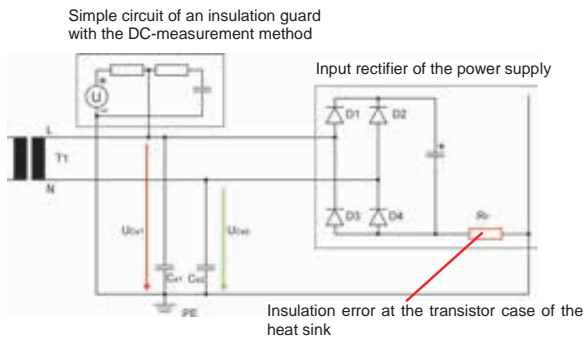 Simple circuit of an insulation guard
with the DC-measurement method
Input rectifier of the power supply
U
D1
D2
L
T1
N
D3
D4
PE
Insulation error at the transistor case of the
heat sink